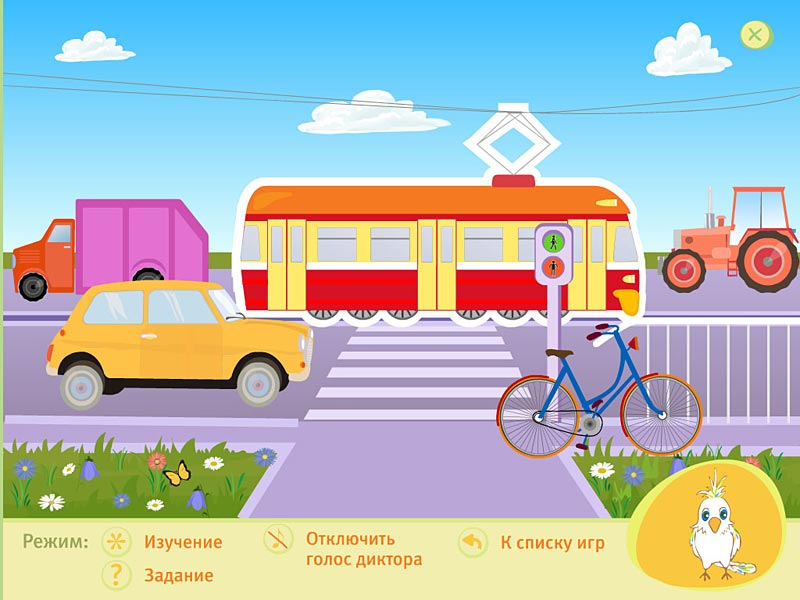 Режим:
Изучение
Задание
Отключить
голос диктора
К списку игр